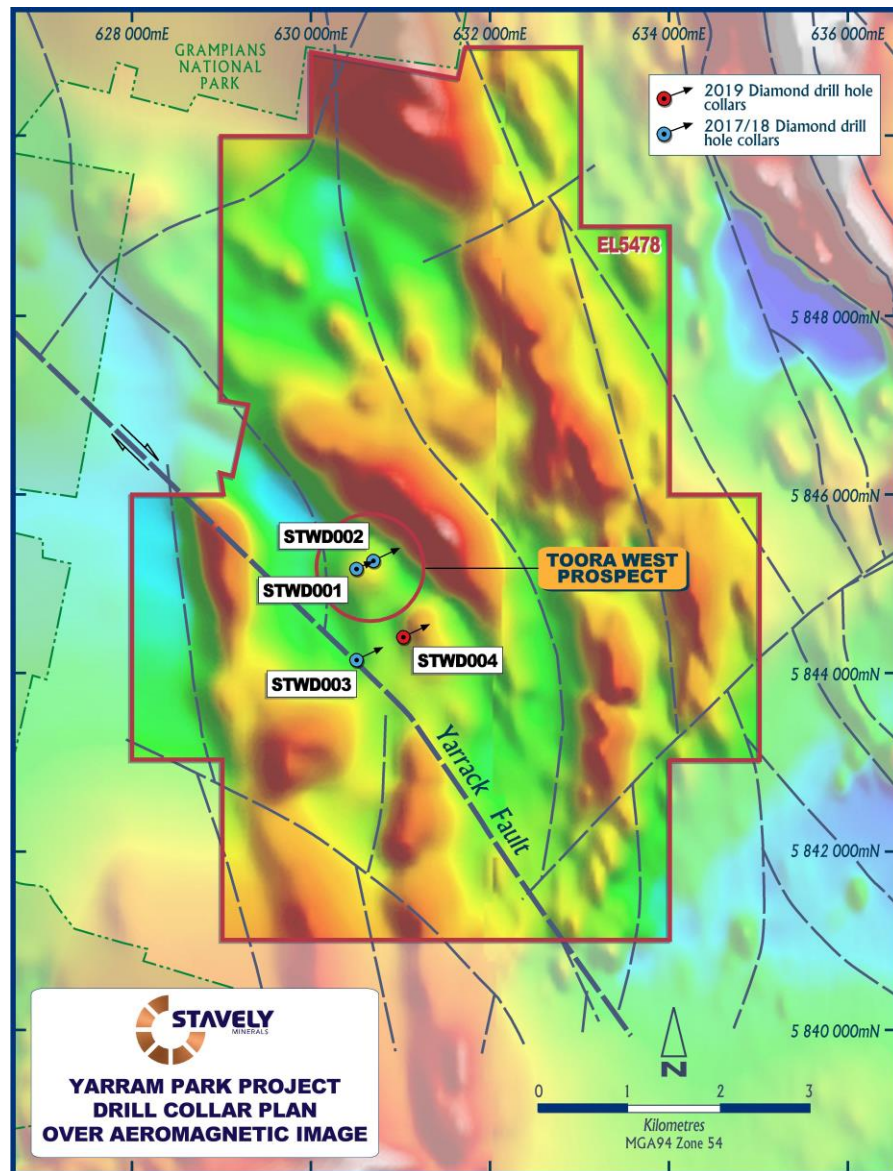 628 000mE
630 000mE
632 000mE
634 000mE
636 000mE
GRAMPIANS
NATIONAL
PARK
2019 Diamond drill hole
collars
2017/18 Diamond drill
hole collars
EL5478
5 848 000mN
5 846 000mN
STWD002
STWD001
TOORA WEST
PROSPECT
STWD004
STWD003
5 844 000mN
Yarrack Fault
5 842 000mN
5 840 000mN
STAVELY
MINERALS
YARRAM PARK PROJECT
DRILL COLLAR PLAN
OVER AEROMAGNETIC IMAGE
N
0 1 2 3
Kilometres
MGA94 Zone 54